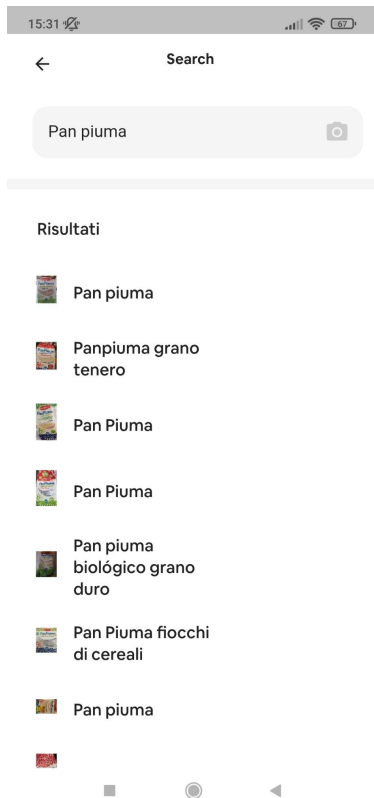 15:31
67
Search
Pan piuma
Risultati
Pan piuma
Panpiuma grano
tenero
Pan Piuma
Pan Piuma
Pan piuma
biológico grano
duro
Pan Piuma fiocchi
di cereali
Pan piuma